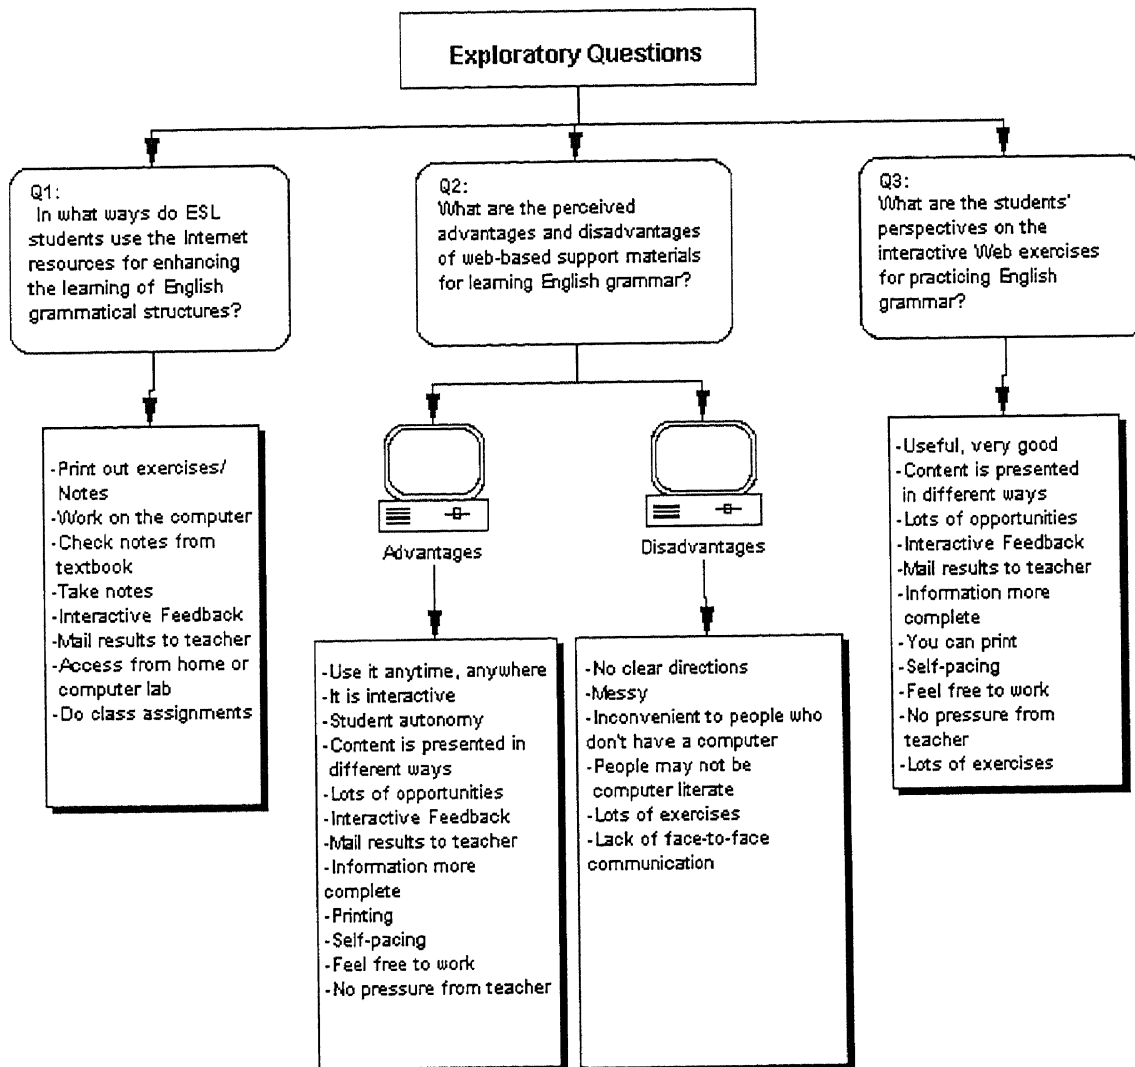 Exploratory Questions
Q1:
In what ways do ESL
students use the Internet
resources for enhancing
the learning of English
grammatical structures?
Q2:
What are the perceived
advantages and disadvantages
of web-based support materials
for learning English grammar?
Q3:
What are the students'
perspectives on the
interactive Web exercises
for practicing English
grammar?
-Print out exercises/
Notes
-Work on the computer
-Check notes from
textbook
-Take notes
-Interactive Feedback
-Mail results to teacher
-Access from home or
computer lab
-Do class assignments
Advantages
-Use it anytime, anywhere
-It is interactive
-Student autonomy
-Content is presented in
different ways
-Lots of opportunities
-Interactive Feedback
-Mail results to teacher
-Information more
complete
-Printing
-Self-pacing
-Feel free to work
-No pressure from teacher
Disadvantages
-No clear directions
-Messy
-Inconvenient to people who
don't have a computer
-People may not be
computer literate
-Lots of exercises
-Lack of face-to-face
communication
-Useful, very good
-Content is presented
in different ways
-Lots of opportunities
-Interactive Feedback
-Mail results to teacher
-Information more
complete
-You can print
-Self-pacing
-Feel free to work
-No pressure from
teacher
-Lots of exercises